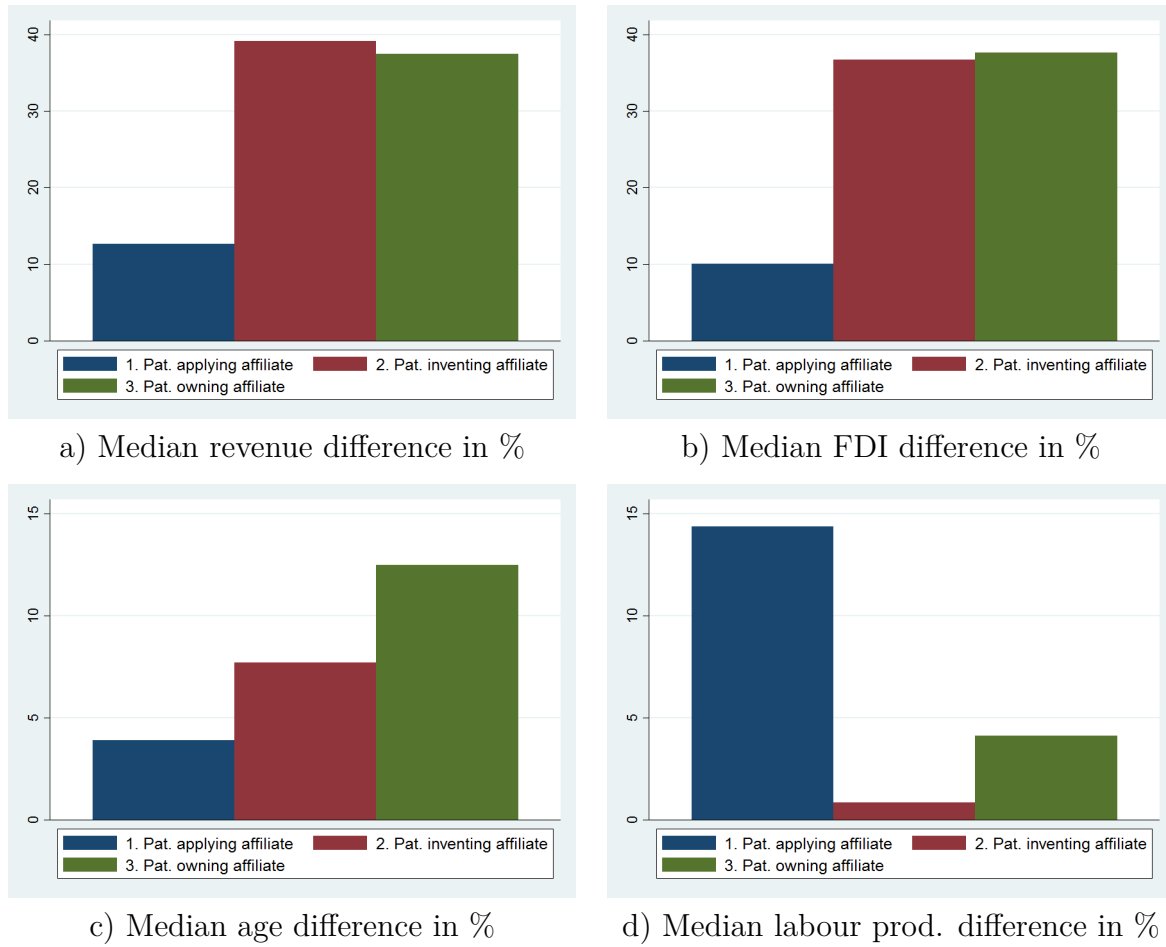 40
30
20
10
0
1. Pat. applying affiliate 2. Pat. inventing affiliate
3. Pat. owning affiliate
a) Median revenue difference in %
40
30
20
10
0
1. Pat. applying affiliate 2. Pat. inventing affiliate
3. Pat. owning affiliate
b) Median FDI difference in %
15
10
5
0
1. Pat. applying affiliate 2. Pat. inventing affiliate
3. Pat. owning affiliate
c) Median age difference in %
15
10
5
0
1. Pat. applying affiliate 2. Pat. inventing affiliate
3. Pat. owning affiliate
d) Median labour prod. difference in %